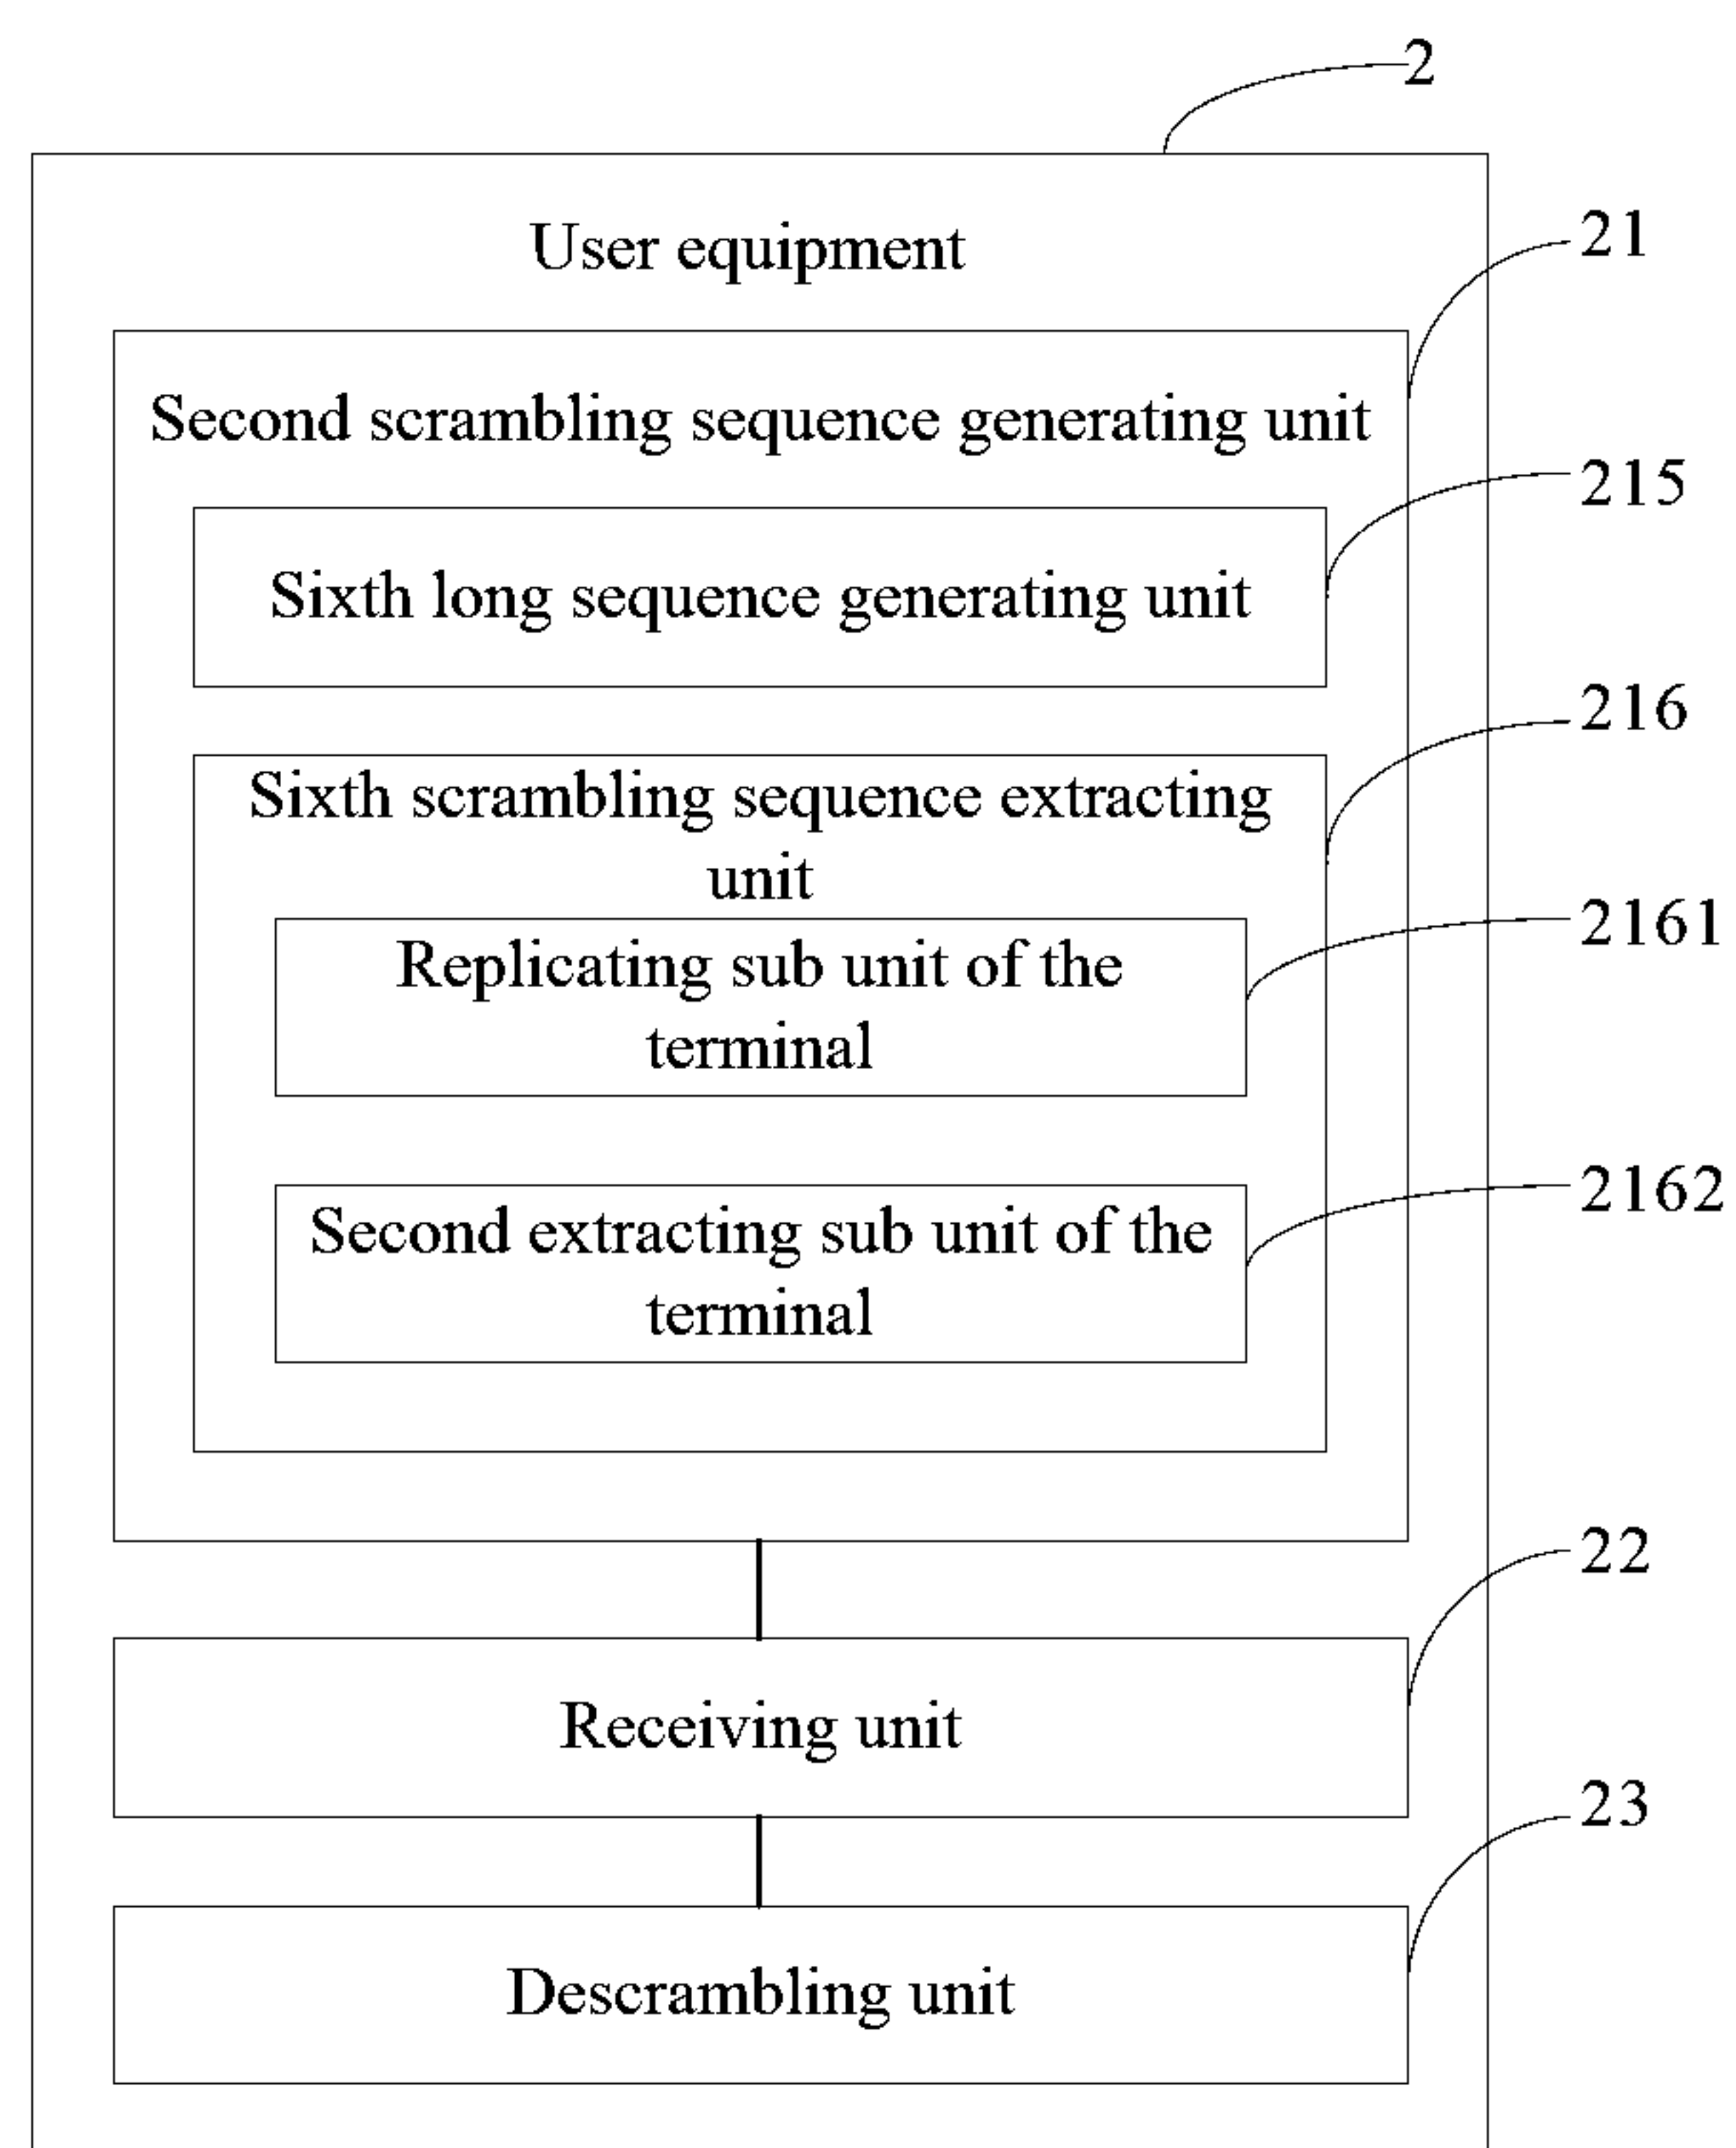 2
User equipment
21
Second scrambling sequence generating unit
215
Sixth long sequence generating unit
216
Sixth scrambling sequence extracting
unit
2161
Replicating sub unit of the
terminal
2162
Second extracting sub unit of the
terminal
22
Receiving unit
23
Descrambling unit